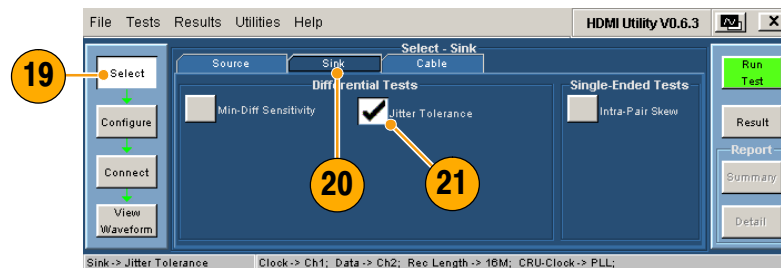 File Tests Results Utilities Help HDMI Utility V0.6.3 X
Select - Sink
Source Sink Cable
19
Select
Configure
Connect
View
Waveform
Differential Tests
Min-Diff Sensitivity
Jitter Tolerance
20
21
Single-Ended Tests
Intra-Pair Skew
Run
Test
Result
Report
Summary
Detail
Sink-> Jitter Tolerance Clock-> Ch1; Data-> Ch2; Rec Length-> 16M; CRU-Clock-> PLL;